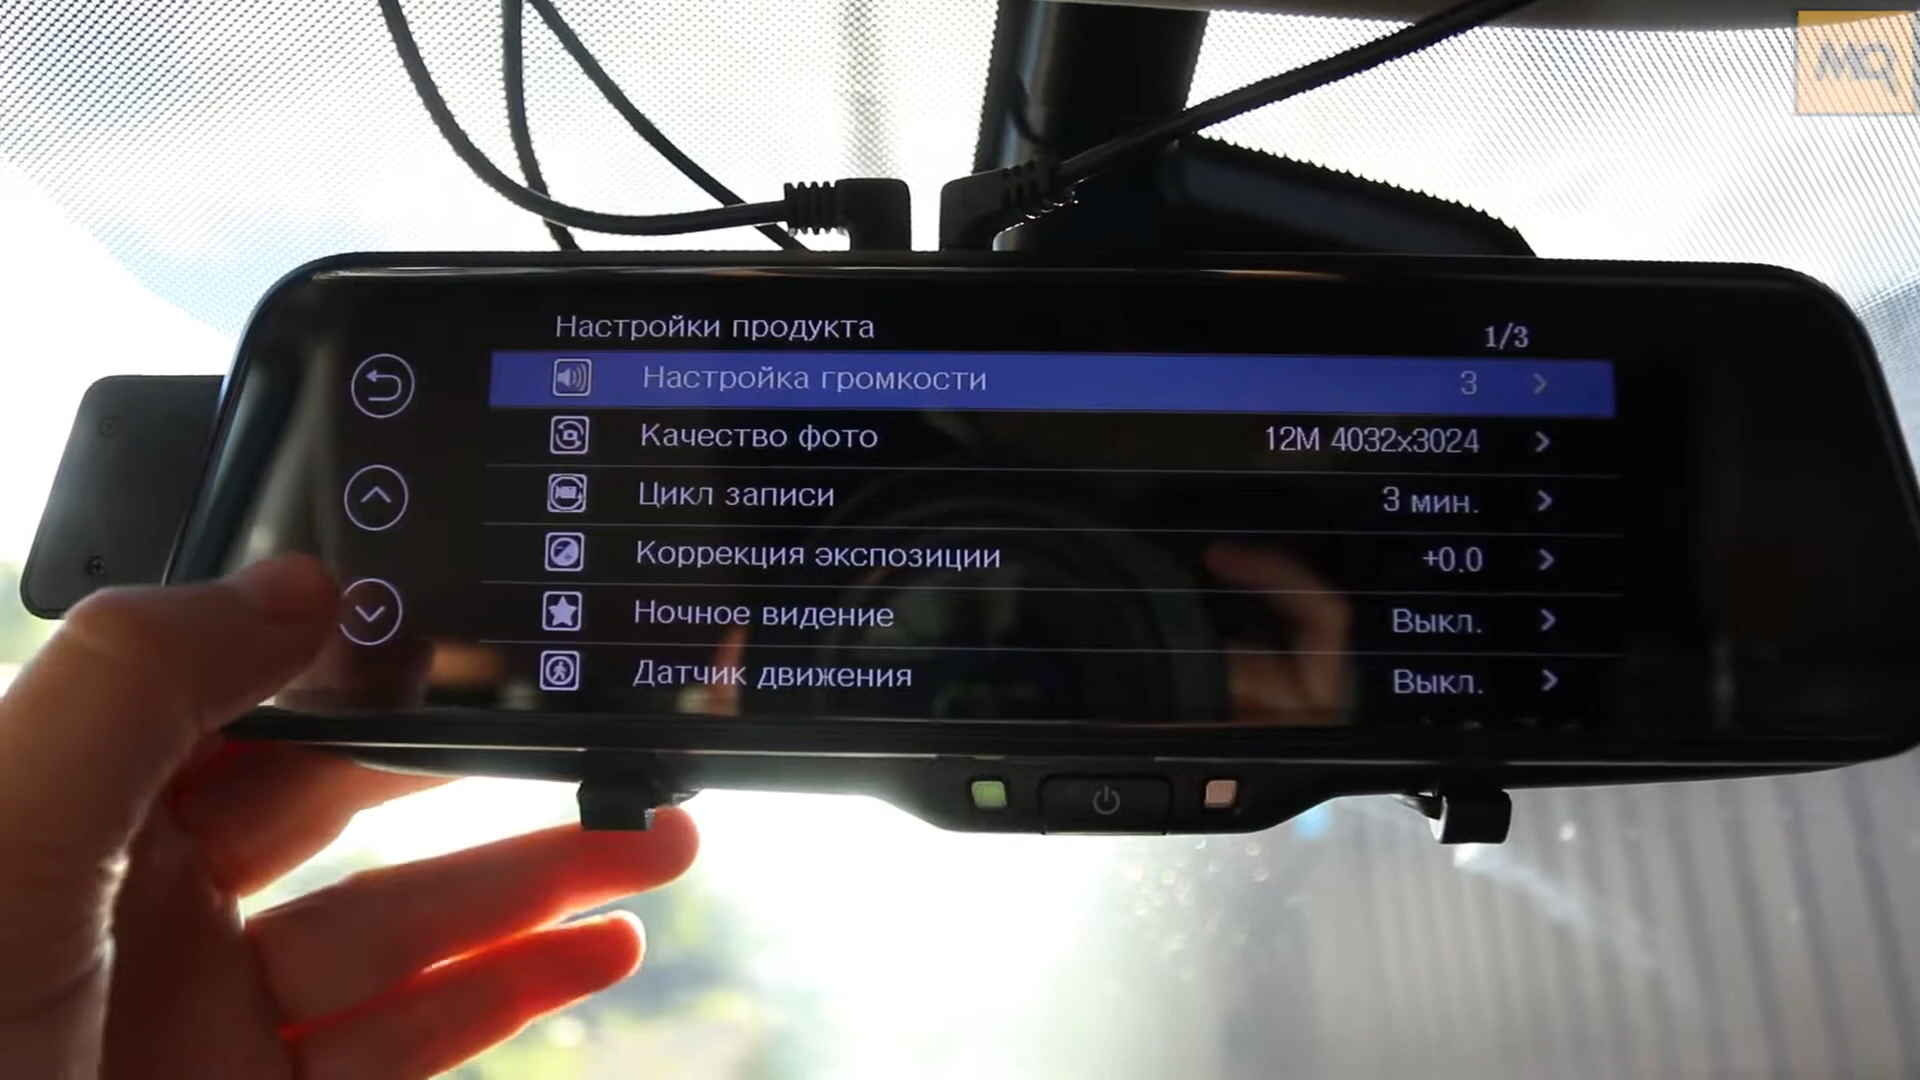 MQ
Настройки продукта 1/3
Настройка громкости 3
Качество фото 12M 4032x3024
Цикл записи 3 мин.
Коррекция экспозиции +0.0
Ночное видение Выкл.
Датчик движения Выкл.